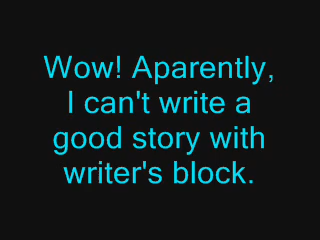 Wow! Aparently,
I can't write a
good story with
writer's block.